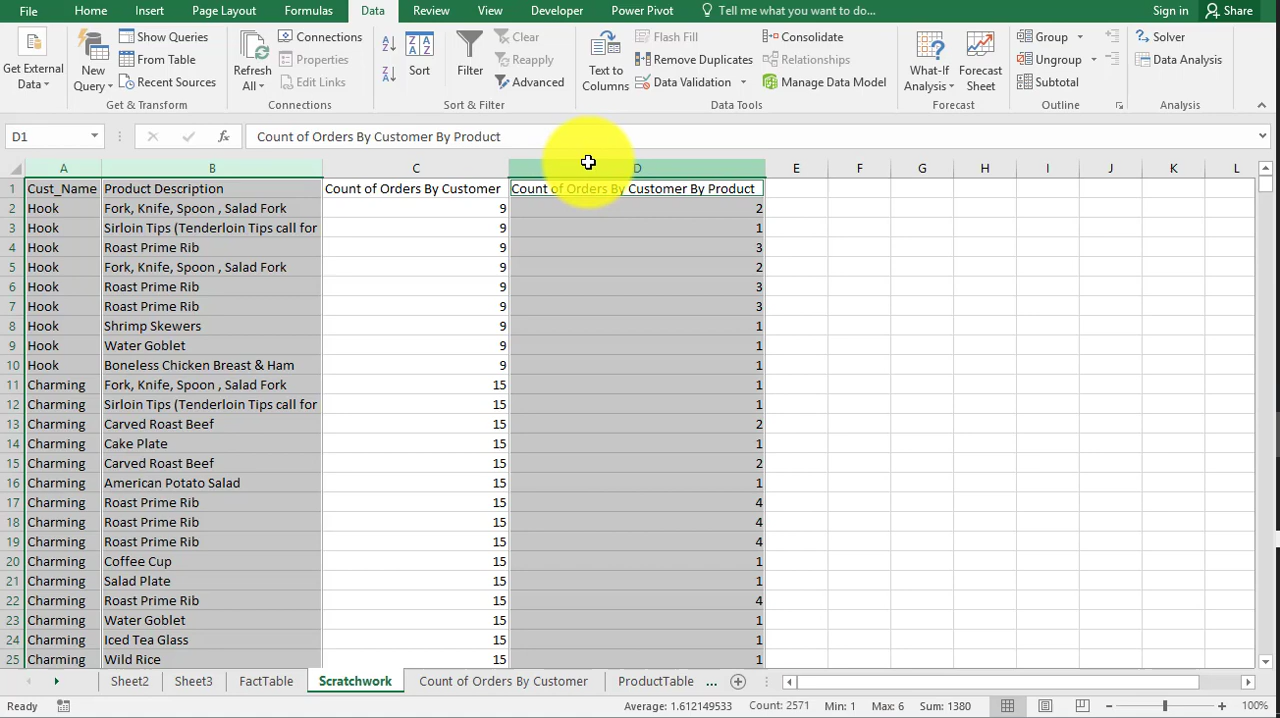 File Home Insert Page Layout Formulas Data Review View Developer Power Pivot Tell me what you want to do... Sign in Share
Get External Data
New Query
Show Queries
From Table
Recent Sources
Get & Transform
Refresh All
Connections
Properties
Edit Links
Connections
Sort
Filter
Clear
Reapply
Advanced
Sort & Filter
Text to Columns
Flash Fill
Remove Duplicates
Data Validation
Consolidate
Relationships
Manage Data Model
Data Tools
What-If Analysis
Forecast Sheet
Forecast
Group
Ungroup
Subtotal
Outline
Solver
Data Analysis
Analysis
D1 fx Count of Orders By Customer By Product
A B C D E F G H I J K L
1 Cust_Name Product Description Count of Orders By Customer Count of Orders By Customer By Product
2 Hook Fork, Knife, Spoon , Salad Fork 9 2
3 Hook Sirloin Tips (Tenderloin Tips call for 9 1
4 Hook Roast Prime Rib 9 3
5 Hook Fork, Knife, Spoon , Salad Fork 9 2
6 Hook Roast Prime Rib 9 3
7 Hook Roast Prime Rib 9 3
8 Hook Shrimp Skewers 9 1
9 Hook Water Goblet 9 1
10 Hook Boneless Chicken Breast & Ham 9 1
11 Charming Fork, Knife, Spoon , Salad Fork 15 1
12 Charming Sirloin Tips (Tenderloin Tips call for 15 1
13 Charming Carved Roast Beef 15 2
14 Charming Cake Plate 15 1
15 Charming Carved Roast Beef 15 2
16 Charming American Potato Salad 15 1
17 Charming Roast Prime Rib 15 4
18 Charming Roast Prime Rib 15 4
19 Charming Roast Prime Rib 15 4
20 Charming Coffee Cup 15 1
21 Charming Salad Plate 15 1
22 Charming Roast Prime Rib 15 4
23 Charming Water Goblet 15 1
24 Charming Iced Tea Glass 15 1
25 Charming Wild Rice 15 1
Sheet2 Sheet3 FactTable Scratchwork Count of Orders By Customer ProductTable ...
Ready Average: 1.612149533 Count: 2571 Min: 1 Max: 6 Sum: 1380 100%